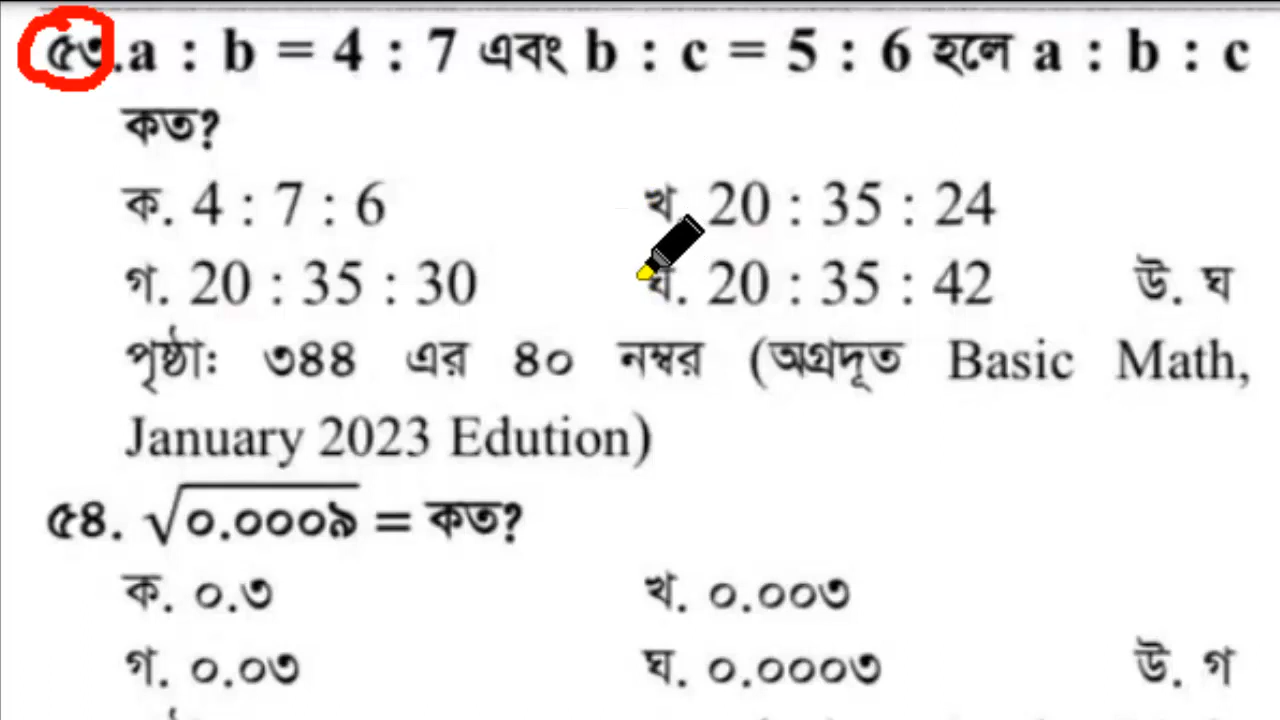 ৫৩.a : b = 4 : 7 এবং b : c = 5 : 6 হলে a : b : c
কত?
ক. 4 : 7 : 6 খ. 20 : 35 : 24
গ. 20 : 35 : 30 ঘ. 20 : 35 : 42 উ. ঘ
পৃষ্ঠাঃ ৩৪৪ এর ৪০ নম্বর (অগ্রদূত Basic Math,
January 2023 Edution)
৫৪. √০.০০০৯ = কত?
ক. ০.৩ খ. ০.০০৩
গ. ০.০৩ ঘ. ০.০০০৩ উ. গ